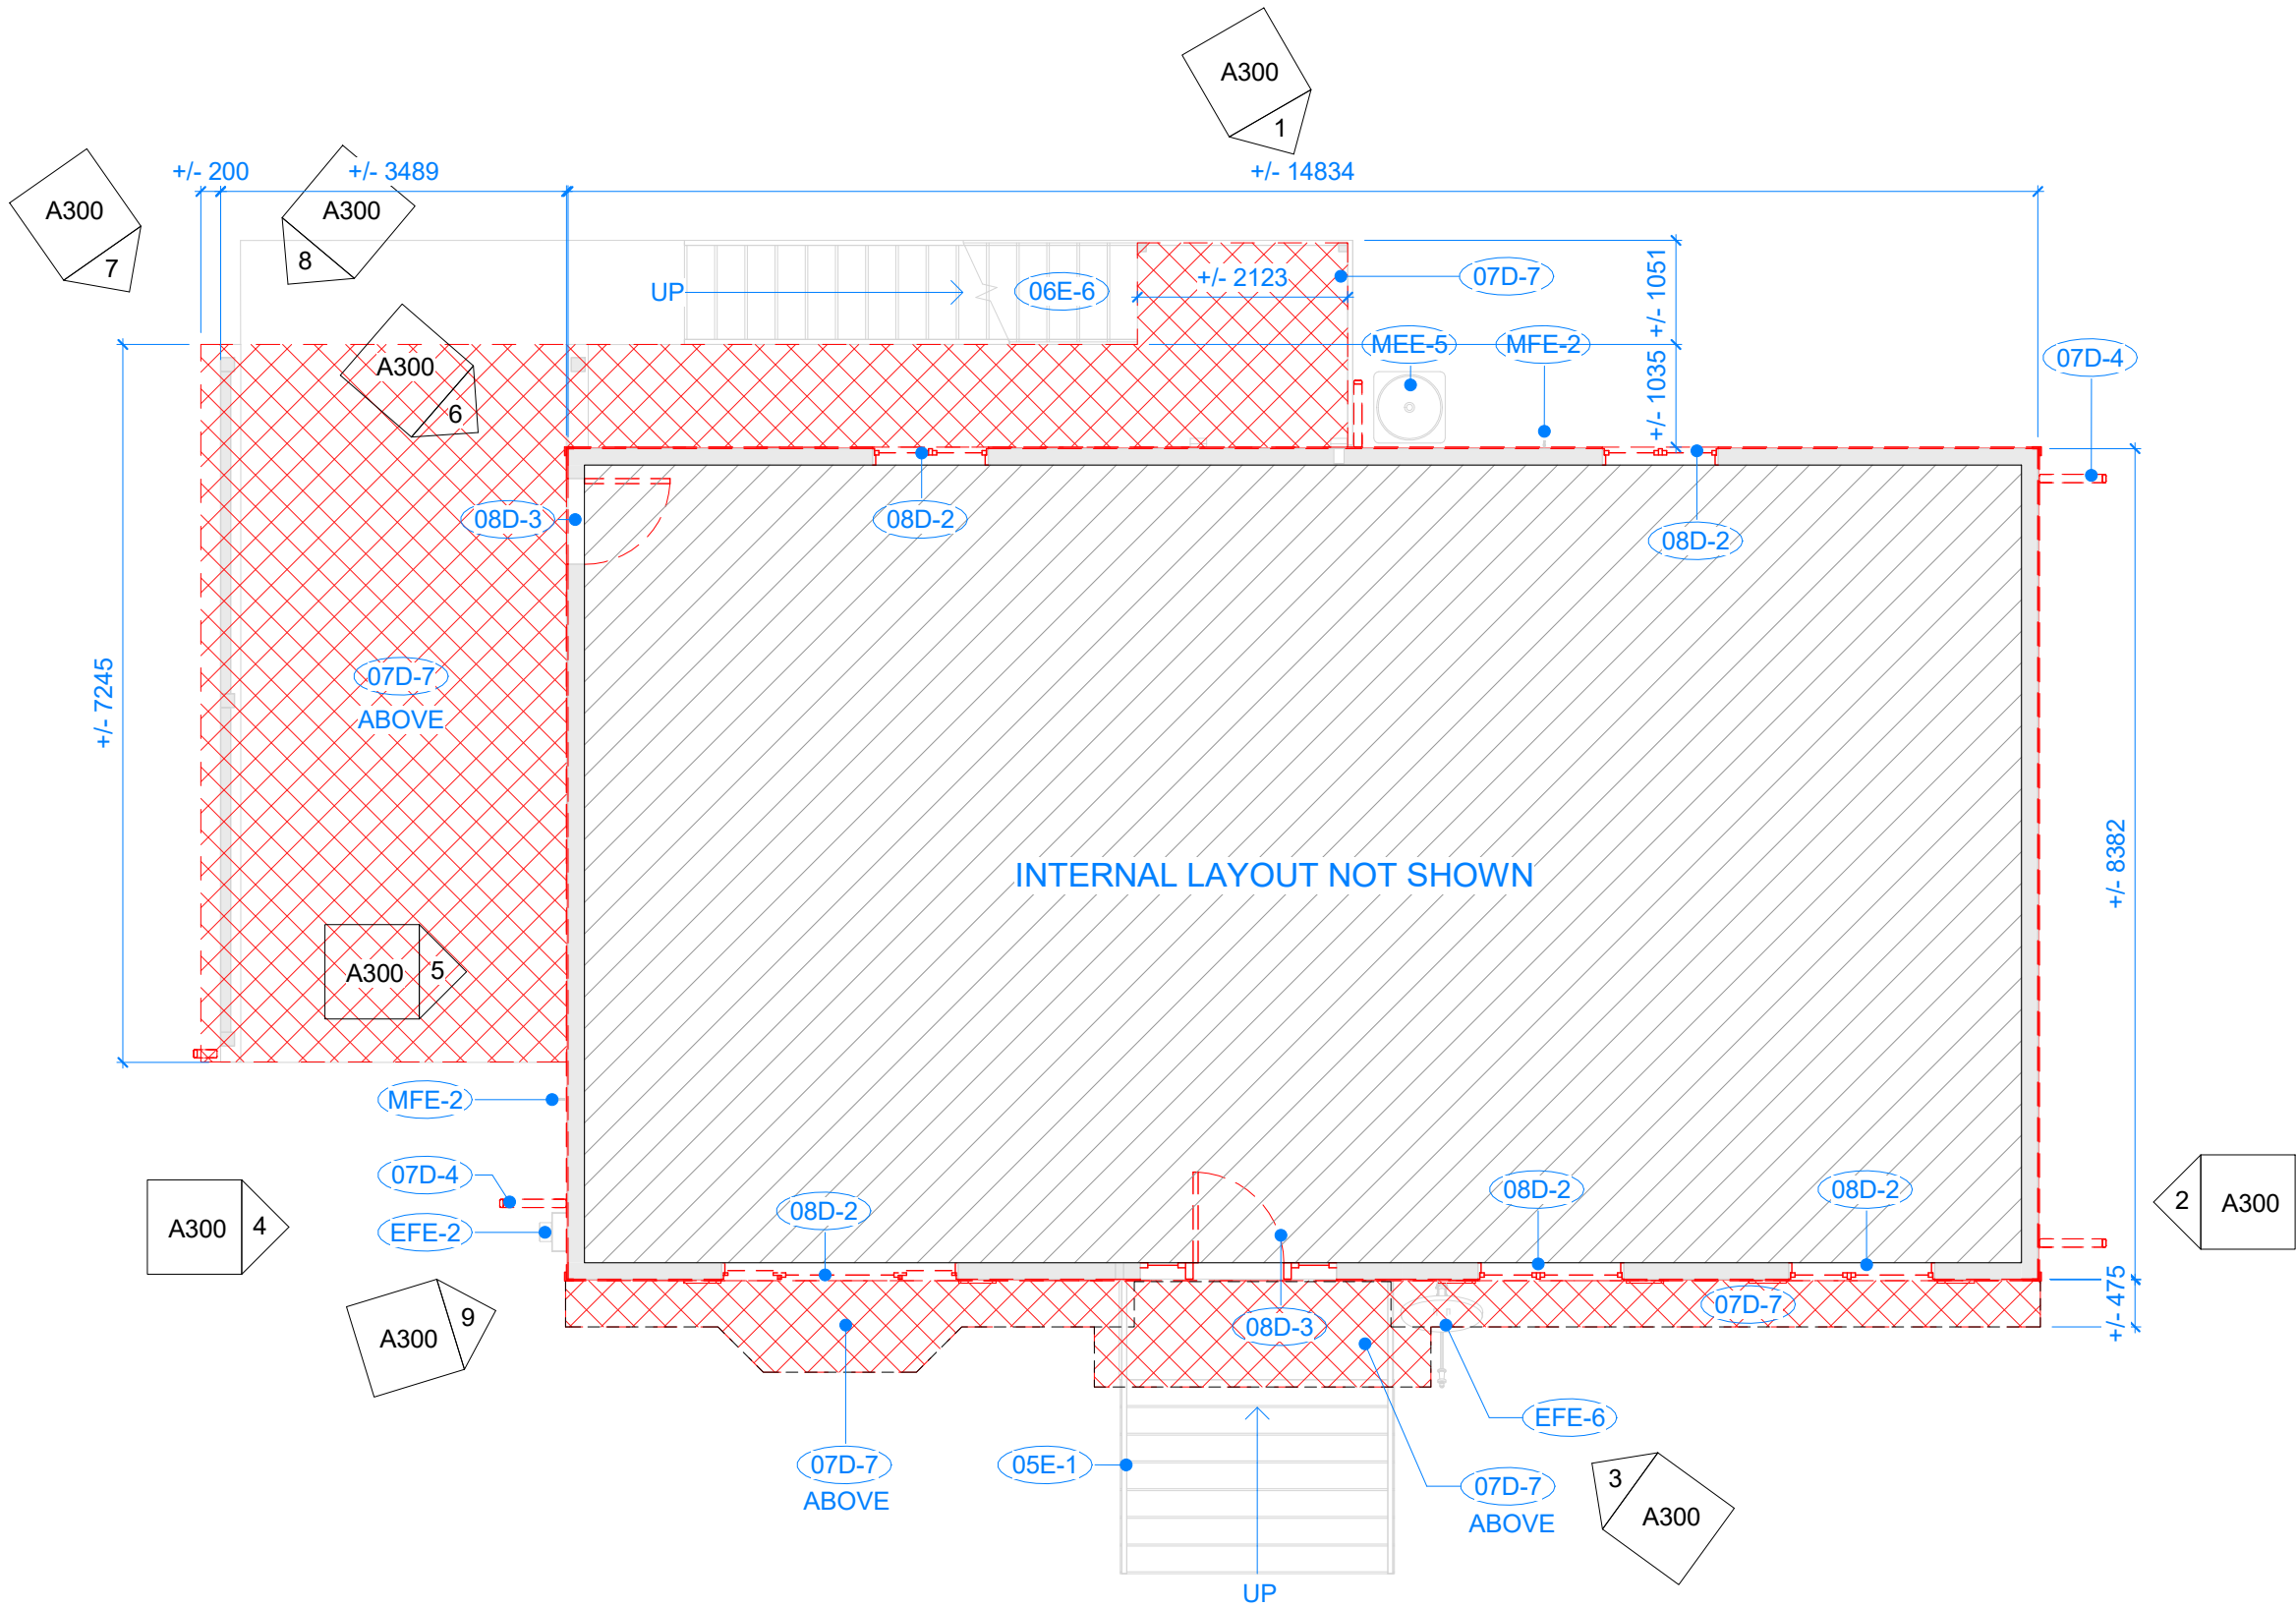 A300
1
+/- 200
+/- 3489
+/- 14834
A300
7
A300
8
UP
06E-6
+/- 2123
07D-7
+/- 1051
MEE-5
MFE-2
+/- 1035
07D-4
A300
6
08D-3
08D-2
08D-2
+/- 7245
07D-7
ABOVE
INTERNAL LAYOUT NOT SHOWN
+/- 8382
A300
5
MFE-2
07D-4
EFE-2
A300
4
08D-2
08D-2
08D-2
2
A300
A300
9
08D-3
07D-7
+/- 475
EFE-6
07D-7
ABOVE
05E-1
07D-7
ABOVE
3
A300
UP